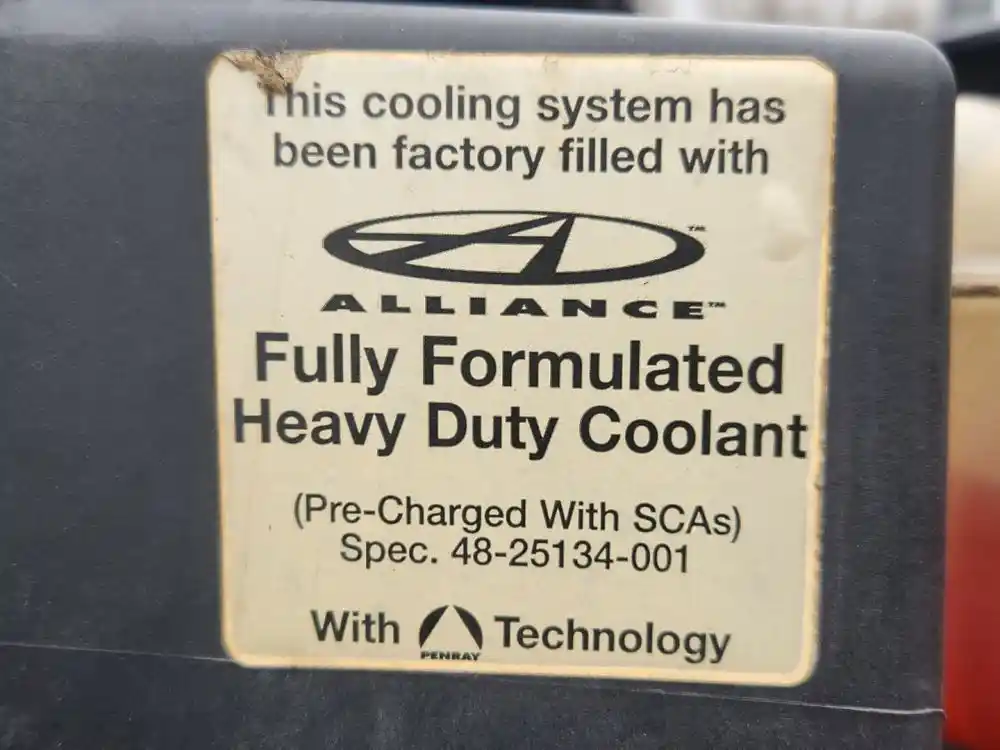 This cooling system has
been factory filled with
ALLIANCE™
Fully Formulated
Heavy Duty Coolant
(Pre-Charged With SCAs)
Spec. 48-25134-001
With PENRAY Technology